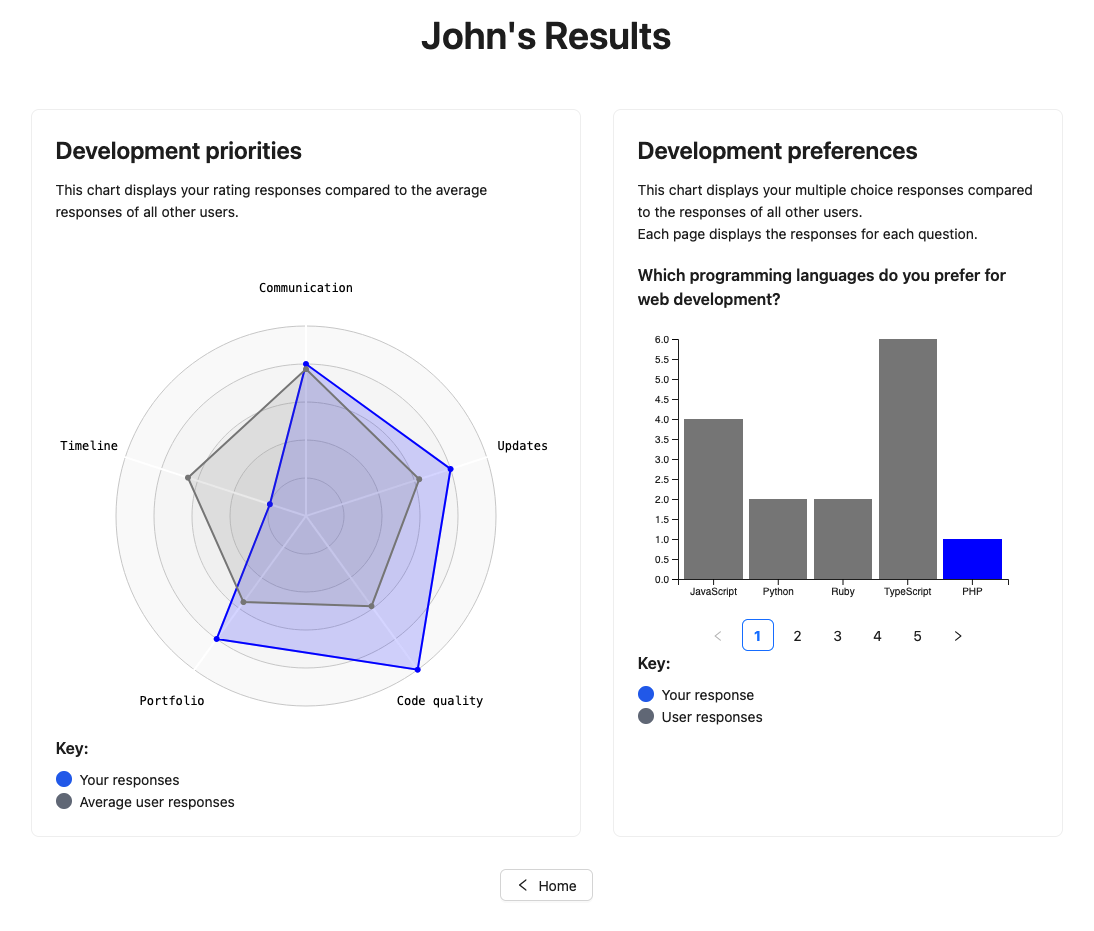 John's Results
Development priorities
This chart displays your rating responses compared to the average
responses of all other users.
Communication
Timeline
Updates
Portfolio
Code quality
Key:
Your responses
Average user responses
Development preferences
This chart displays your multiple choice responses compared
to the responses of all other users.
Each page displays the responses for each question.
Which programming languages do you prefer for
web development?
6.0
5.5
5.0
4.5
4.0
3.5
3.0
2.5
2.0
1.5
1.0
0.5
0.0
JavaScript Python Ruby TypeScript PHP
< 1 2 3 4 5 >
Key:
Your response
User responses
< Home